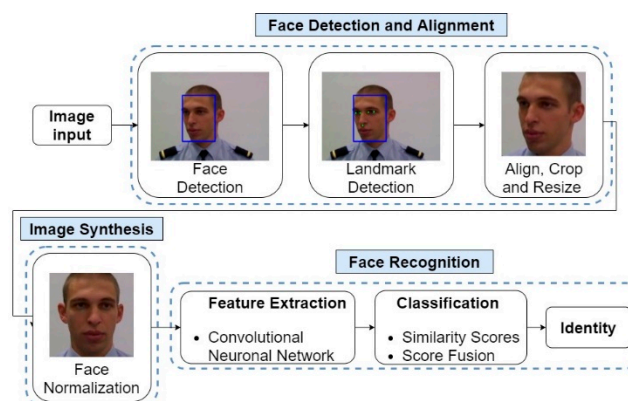 Face Detection and Alignment
Image
input
Face
Detection
Landmark
Detection
Align, Crop
and Resize
Image Synthesis
Face
Normalization
Face Recognition
Feature Extraction
• Convolutional
Neuronal Network
Classification
• Similarity Scores
• Score Fusion
Identity